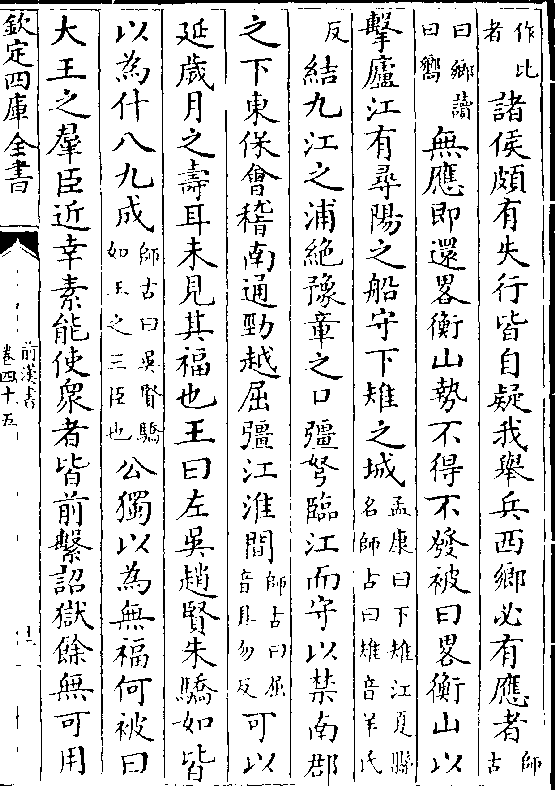 作比者諸侯頗有失行皆自疑我舉兵西鄉必有應者師古
曰鄉讀曰嚮無應即還畧衡山勢不得不發被曰畧衡山以
擊廬江有尋陽之船守下雉之城孟康曰下雉江夏縣名師古曰雉音羊氏
反結九江之浦絶豫章之口彊弩臨江而守以禁南郡
之下東保會稽南通勁越屈彊江淮間師古曰屈音具勿反可以
延歲月之壽耳未見其福也王曰左吳趙賢朱驕如皆
以為什八九成師古曰吳賢驕如王之三臣也公獨以為無福何被曰
大王之羣臣近幸素能使衆者皆前繫詔獄餘無可用
欽定四庫全書
前漢書
卷四十五